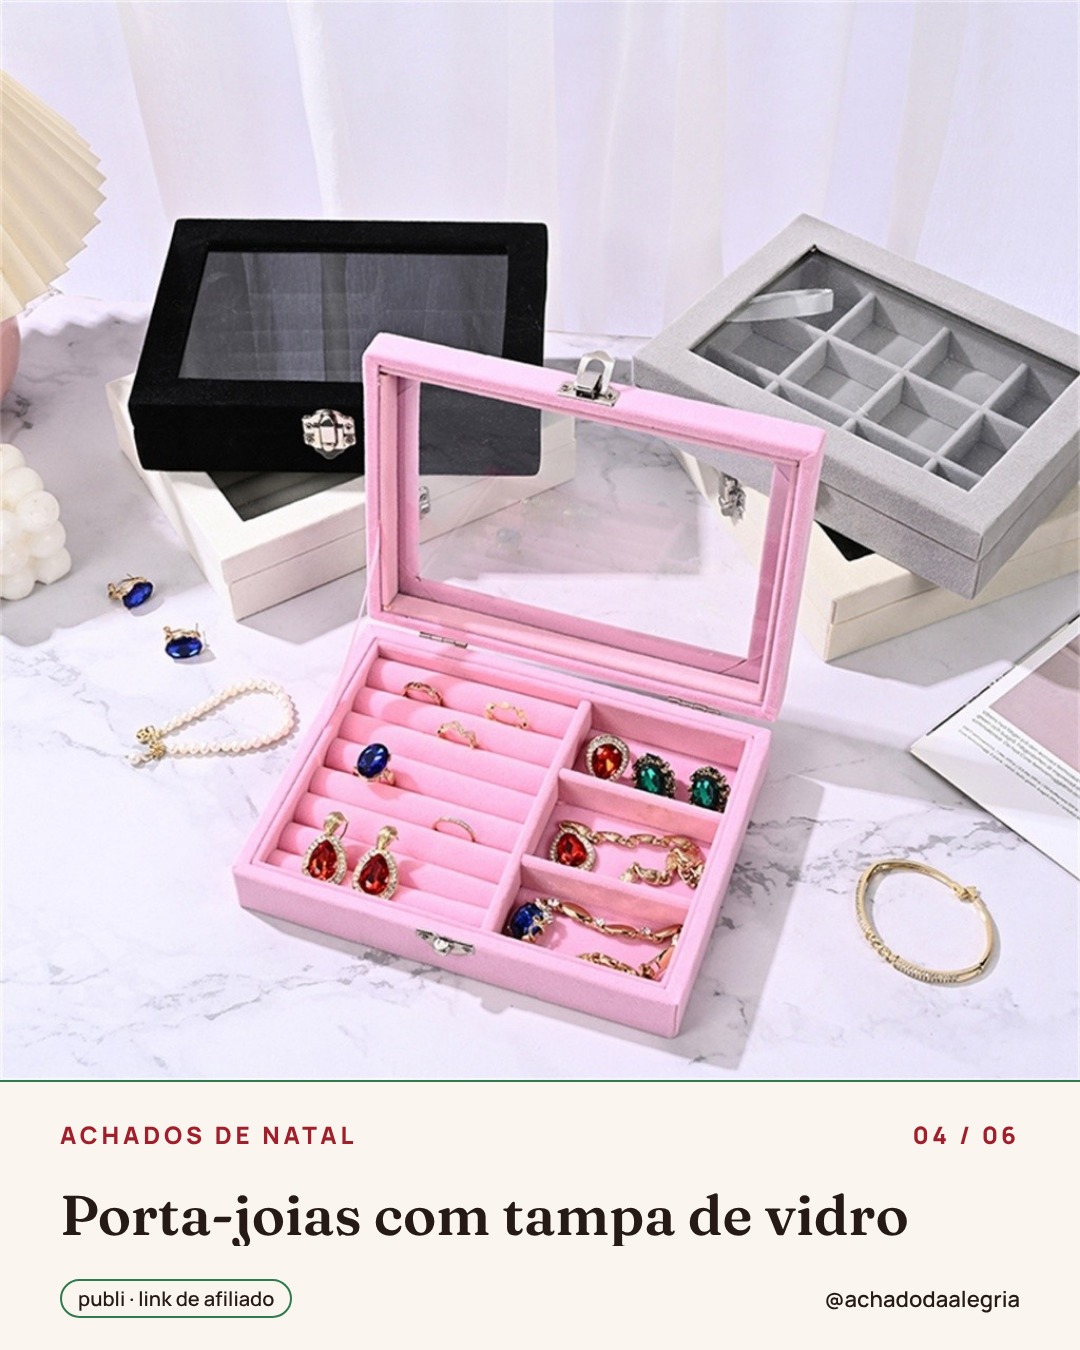 ACHADOS DE NATAL
04 / 06
Porta-joias com tampa de vidro
publi · link de afiliado
@achadodaalegria